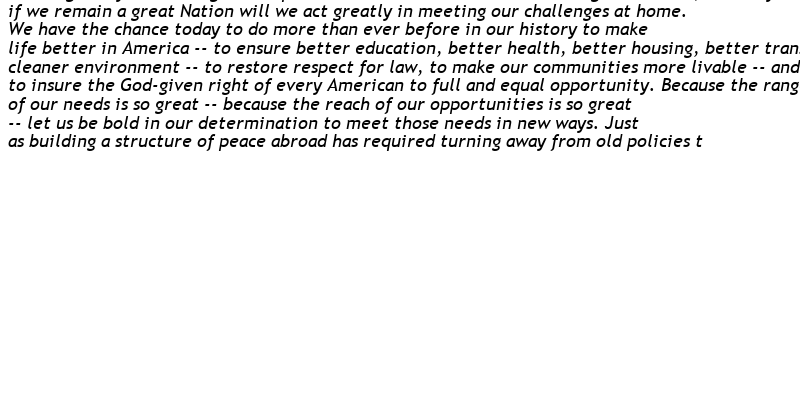 if we remain a great Nation will we act greatly in meeting our challenges at home.
We have the chance today to do more than ever before in our history to make
life better in America -- to ensure better education, better health, better housing, better
cleaner environment -- to restore respect for law, to make our communities more livable -- and
to insure the God-given right of every American to full and equal opportunity. Because the
of our needs is so great -- because the reach of our opportunities is so great
-- let us be bold in our determination to meet those needs in new ways. Just
as building a structure of peace abroad has required turning away from old policies t